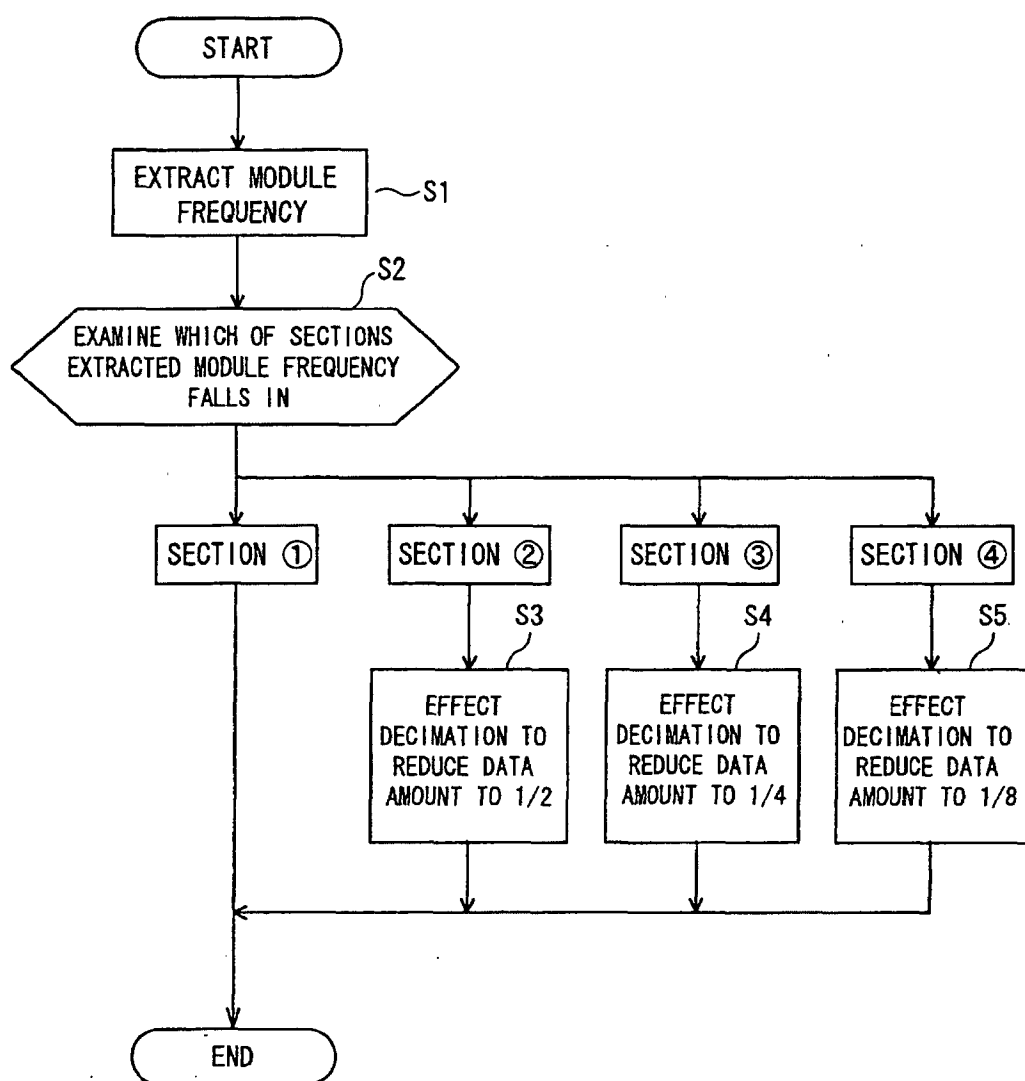 START
EXTRACT MODULE
FREQUENCY
S1
S2
EXAMINE WHICH OF SECTIONS
EXTRACTED MODULE FREQUENCY
FALLS IN
SECTION ①
SECTION ②
SECTION ③
SECTION ④
S3
EFFECT
DECIMATION TO
REDUCE DATA
AMOUNT TO 1/2
S4
EFFECT
DECIMATION TO
REDUCE DATA
AMOUNT TO 1/4
S5
EFFECT
DECIMATION TO
REDUCE DATA
AMOUNT TO 1/8
END